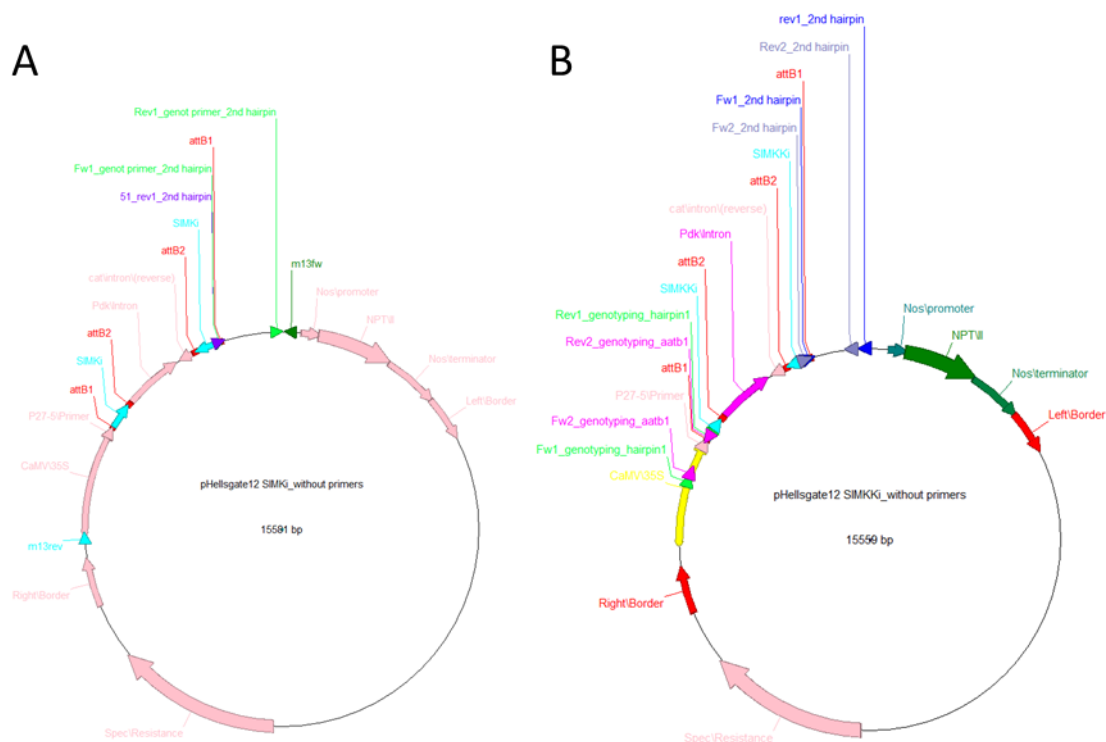 A
Rev1_genot primer_2nd hairpin
attB1
Fw1_genot primer_2nd hairpin
51_rev1_2nd hairpin
SlMKi
attB2
cat\intron\(reverse)
Pdk\Intron
attB2
SlMKi
attB1
P27-5\Primer
CaMV\35S
m13rev
Right\Border
Spec\Resistance
m13fw
Nos\promoter
NPT\II
Nos\terminator
Left\Border
pHellsgate12 SlMKi_without primers
15591 bp
B
rev1_2nd hairpin
Rev2_2nd hairpin
attB1
Fw1_2nd hairpin
Fw2_2nd hairpin
SlMKKi
attB2
cat\intron\(reverse)
Pdk\Intron
attB2
SlMKKi
Rev1_genotyping_hairpin1
Rev2_genotyping_aatb1
attB1
P27-5\Primer
Fw2_genotyping_aatb1
Fw1_genotyping_hairpin1
CaMV\35S
Right\Border
Spec\Resistance
Nos\promoter
NPT\II
Nos\terminator
Left\Border
pHellsgate12 SlMKKi_without primers
15559 bp